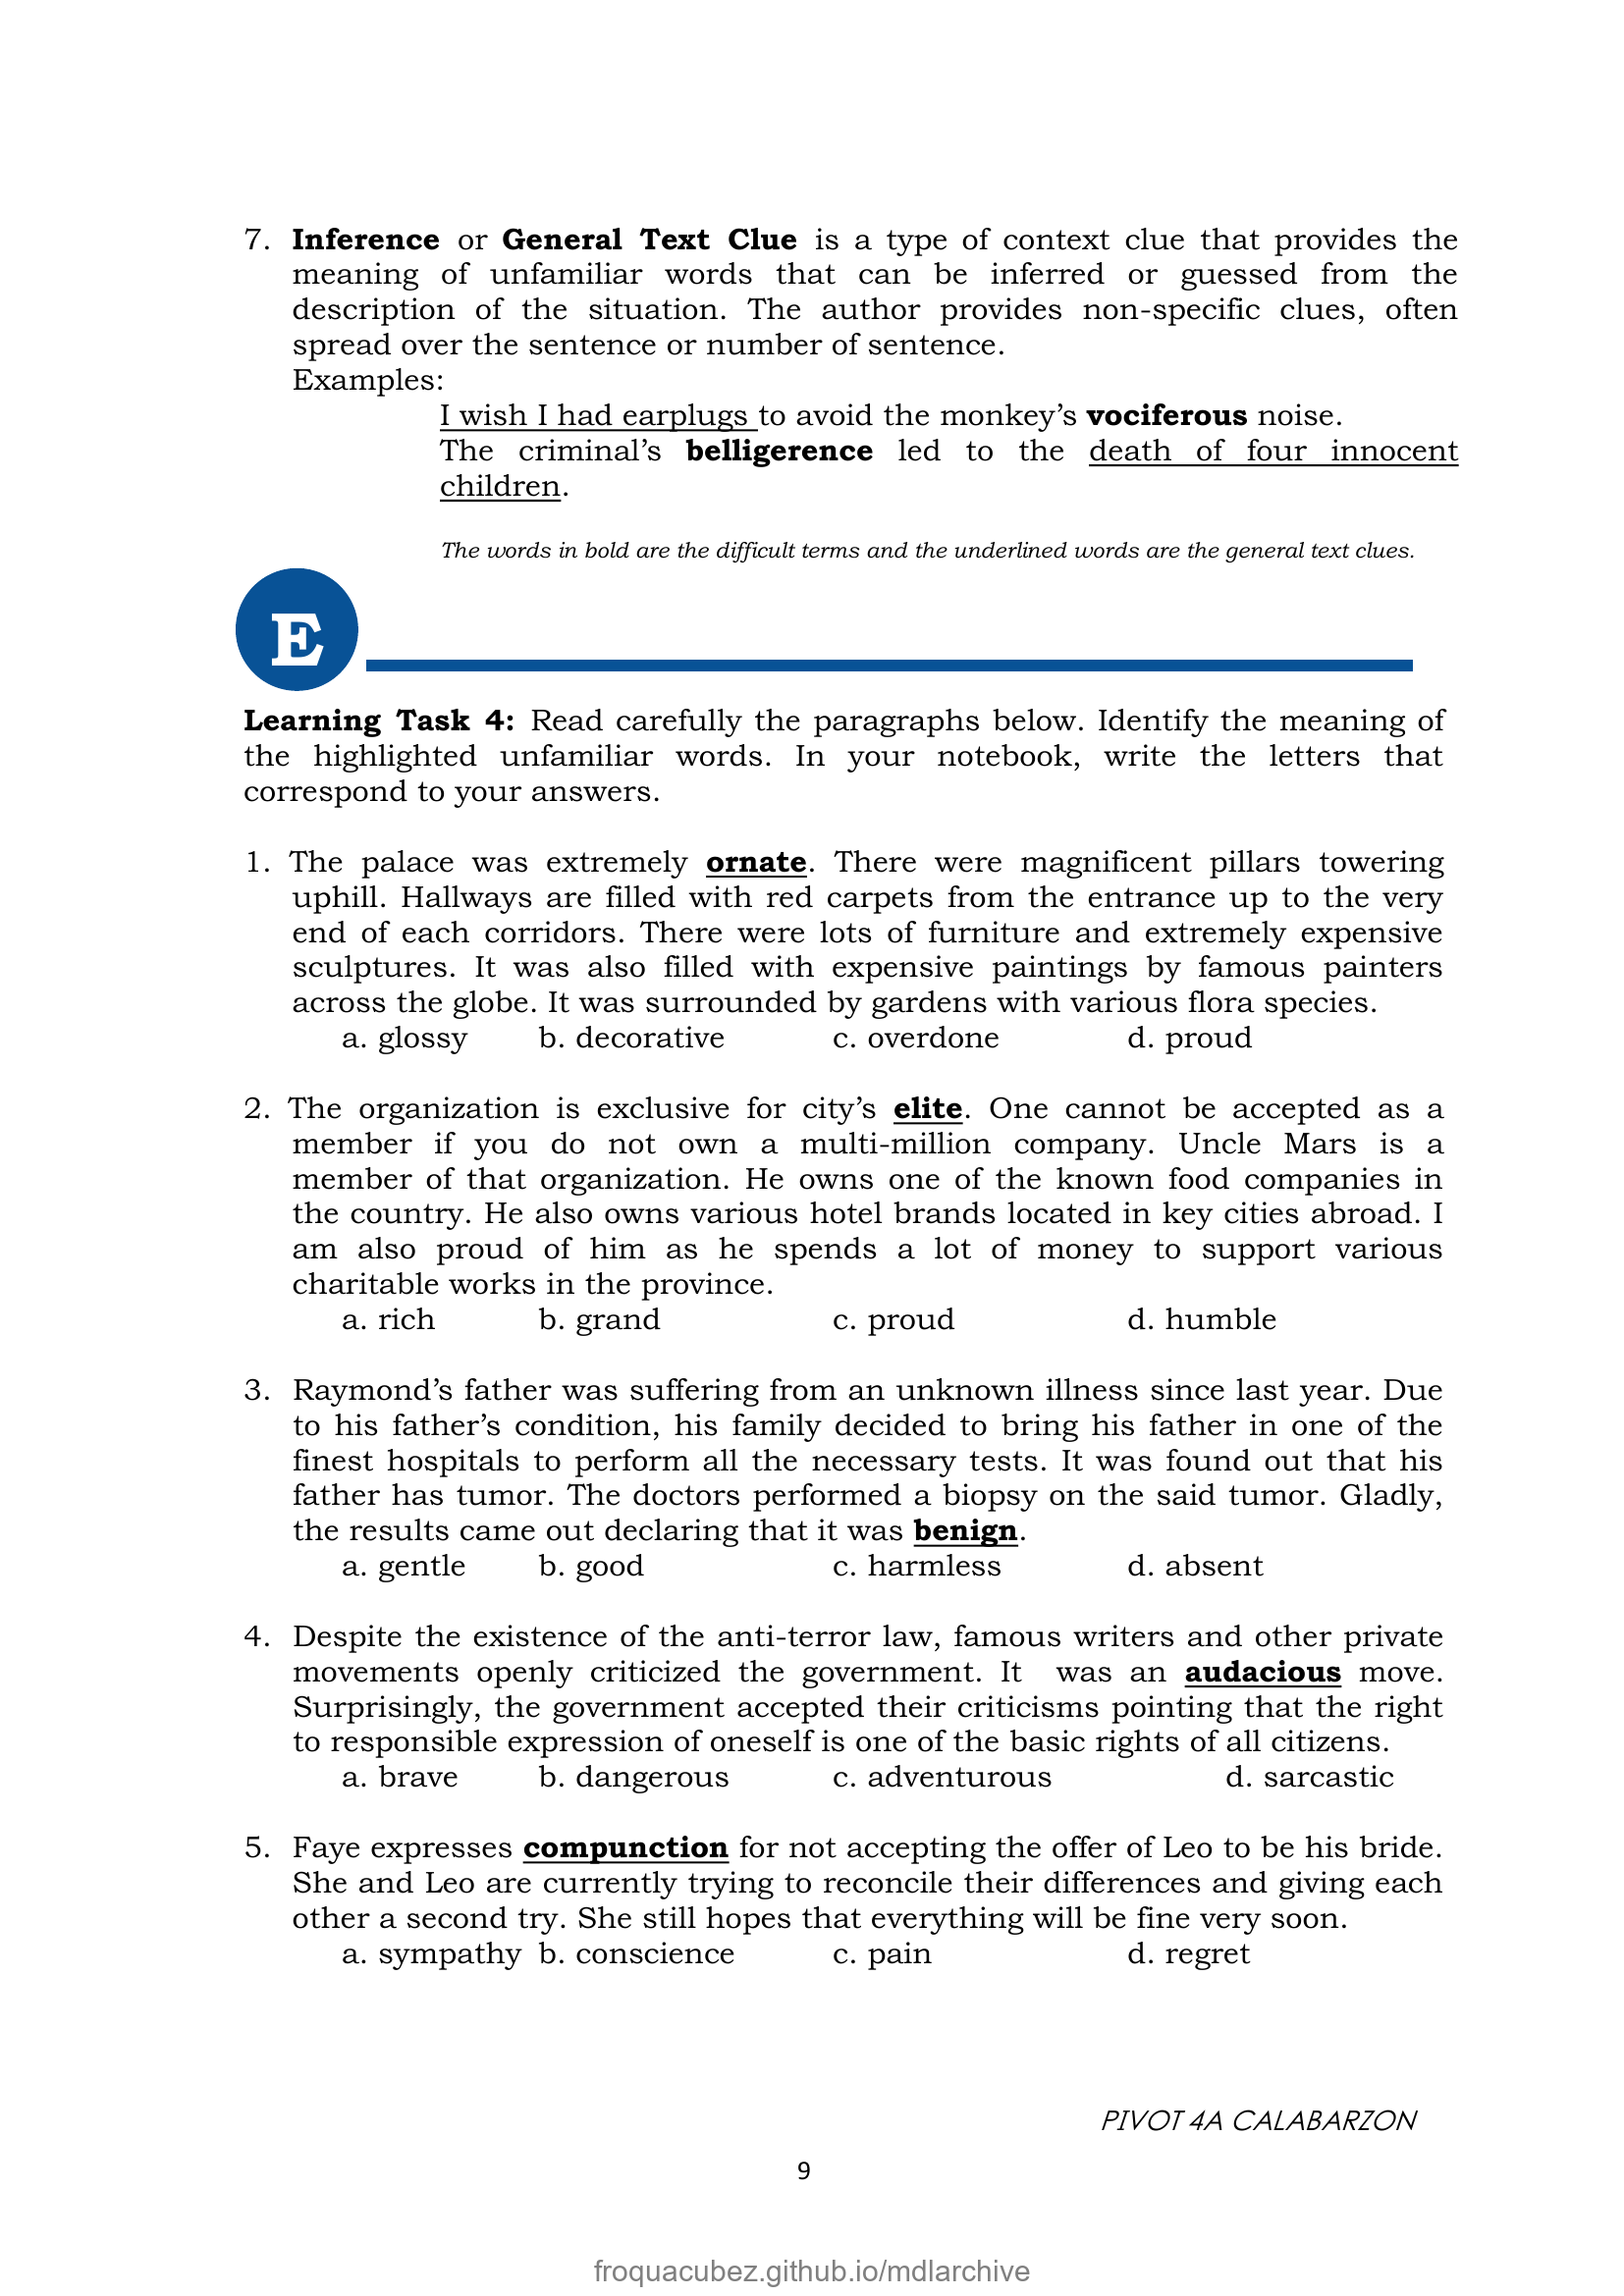 7. Inference or General Text Clue is a type of context clue that provides the
meaning of unfamiliar words that can be inferred or guessed from the
description of the situation. The author provides non-specific clues, often
spread over the sentence or number of sentence.
Examples:
I wish I had earplugs to avoid the monkey’s vociferous noise.
The criminal’s belligerence led to the death of four innocent
children.
The words in bold are the difficult terms and the underlined words are the general text clues.
E
Learning Task 4: Read carefully the paragraphs below. Identify the meaning of
the highlighted unfamiliar words. In your notebook, write the letters that
correspond to your answers.
1. The palace was extremely ornate. There were magnificent pillars towering
uphill. Hallways are filled with red carpets from the entrance up to the very
end of each corridors. There were lots of furniture and extremely expensive
sculptures. It was also filled with expensive paintings by famous painters
across the globe. It was surrounded by gardens with various flora species.
a. glossy b. decorative c. overdone d. proud
2. The organization is exclusive for city’s elite. One cannot be accepted as a
member if you do not own a multi-million company. Uncle Mars is a
member of that organization. He owns one of the known food companies in
the country. He also owns various hotel brands located in key cities abroad. I
am also proud of him as he spends a lot of money to support various
charitable works in the province.
a. rich b. grand c. proud d. humble
3. Raymond’s father was suffering from an unknown illness since last year. Due
to his father’s condition, his family decided to bring his father in one of the
finest hospitals to perform all the necessary tests. It was found out that his
father has tumor. The doctors performed a biopsy on the said tumor. Gladly,
the results came out declaring that it was benign.
a. gentle b. good c. harmless d. absent
4. Despite the existence of the anti-terror law, famous writers and other private
movements openly criticized the government. It was an audacious move.
Surprisingly, the government accepted their criticisms pointing that the right
to responsible expression of oneself is one of the basic rights of all citizens.
a. brave b. dangerous c. adventurous d. sarcastic
5. Faye expresses compunction for not accepting the offer of Leo to be his bride.
She and Leo are currently trying to reconcile their differences and giving each
other a second try. She still hopes that everything will be fine very soon.
a. sympathy b. conscience c. pain d. regret
PIVOT 4A CALABARZON
9
froquacubez.github.io/mdlarchive